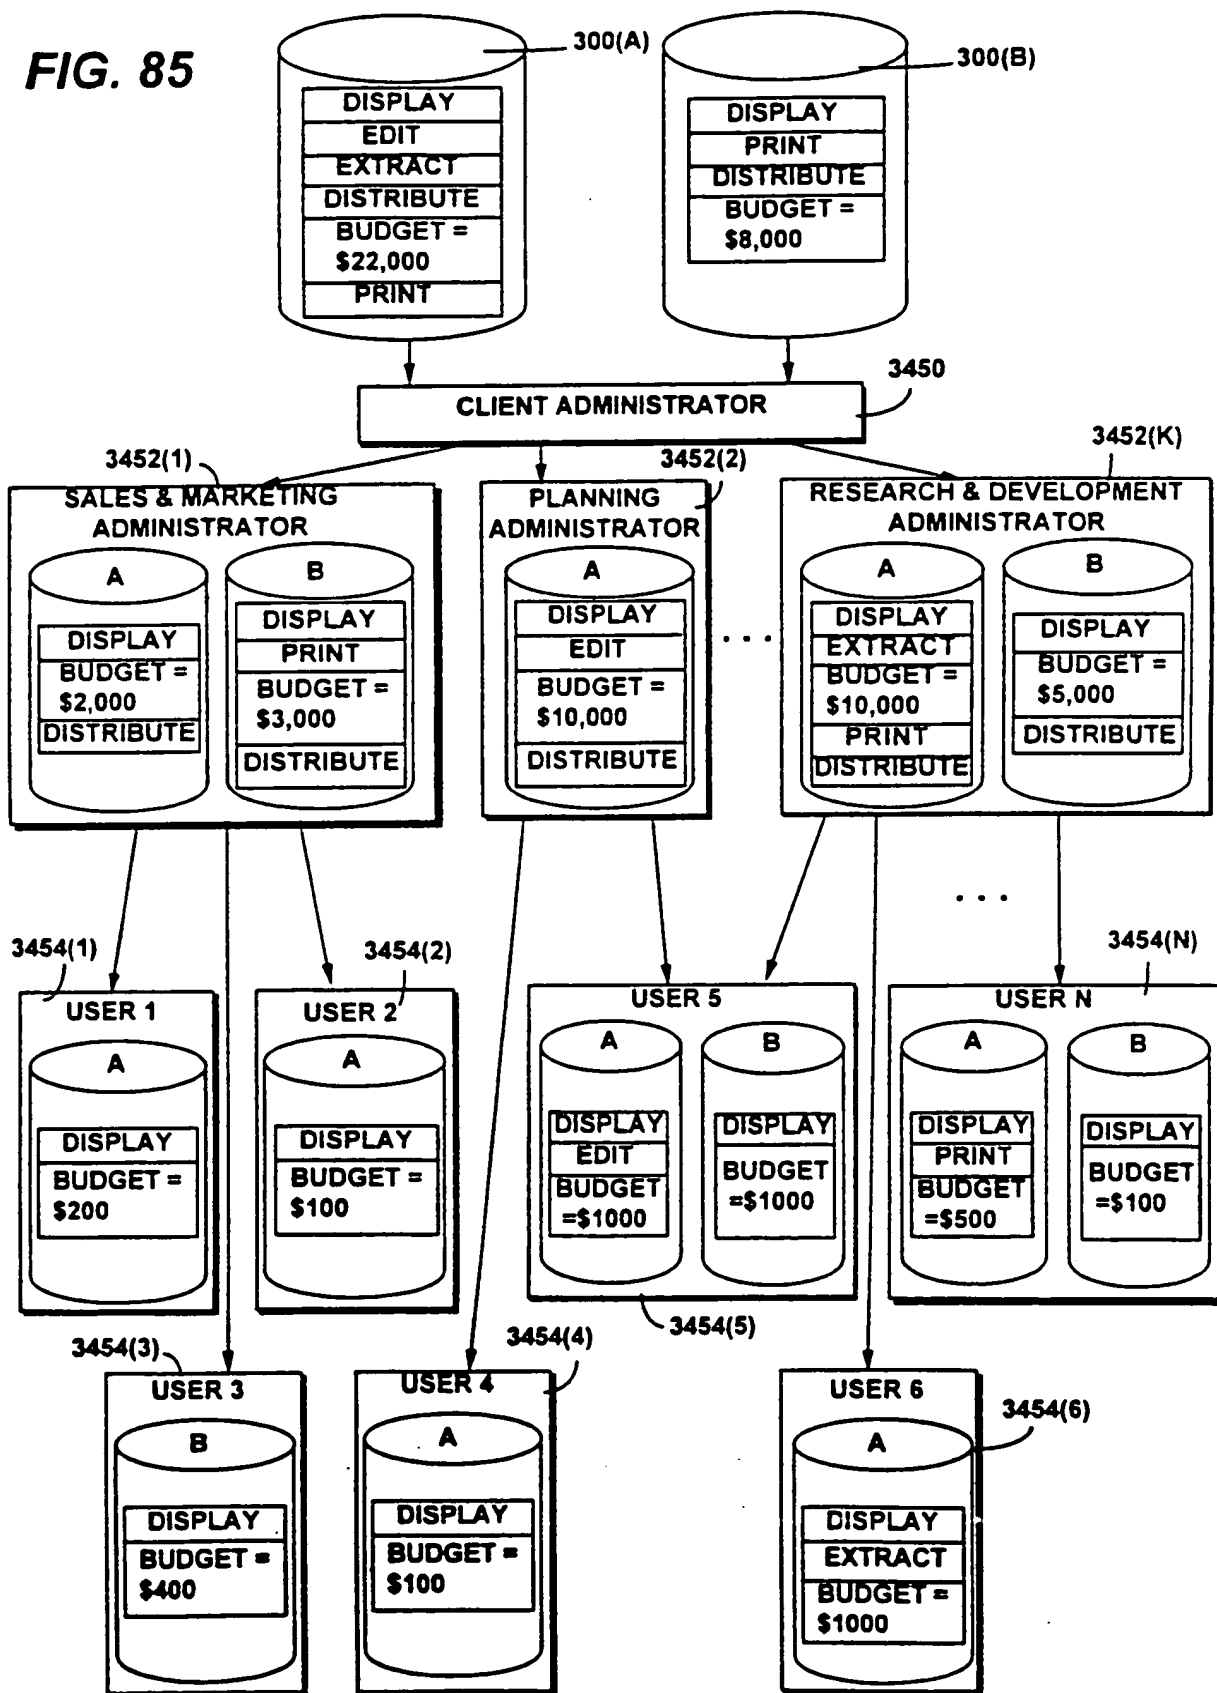 FIG. 85
300(A)
DISPLAY
EDIT
EXTRACT
DISTRIBUTE
BUDGET =
$22,000
PRINT
300(B)
DISPLAY
PRINT
DISTRIBUTE
BUDGET =
$8,000
CLIENT ADMINISTRATOR
3450
3452(1)
SALES & MARKETING
ADMINISTRATOR
A
DISPLAY
BUDGET =
$2,000
DISTRIBUTE
B
DISPLAY
PRINT
BUDGET =
$3,000
DISTRIBUTE
3452(2)
PLANNING
ADMINISTRATOR
A
DISPLAY
EDIT
BUDGET =
$10,000
DISTRIBUTE
. . .
3452(K)
RESEARCH & DEVELOPMENT
ADMINISTRATOR
A
DISPLAY
EXTRACT
BUDGET =
$10,000
PRINT
DISTRIBUTE
B
DISPLAY
BUDGET =
$5,000
DISTRIBUTE
. . .
3454(1)
USER 1
A
DISPLAY
BUDGET =
$200
3454(2)
USER 2
A
DISPLAY
BUDGET =
$100
USER 5
A
DISPLAY
EDIT
BUDGET
=$1000
B
DISPLAY
BUDGET
=$1000
3454(5)
3454(N)
USER N
A
DISPLAY
PRINT
BUDGET
=$500
B
DISPLAY
BUDGET
=$100
3454(3)
USER 3
B
DISPLAY
BUDGET =
$400
3454(4)
USER 4
A
DISPLAY
BUDGET =
$100
USER 6
3454(6)
A
DISPLAY
EXTRACT
BUDGET =
$1000